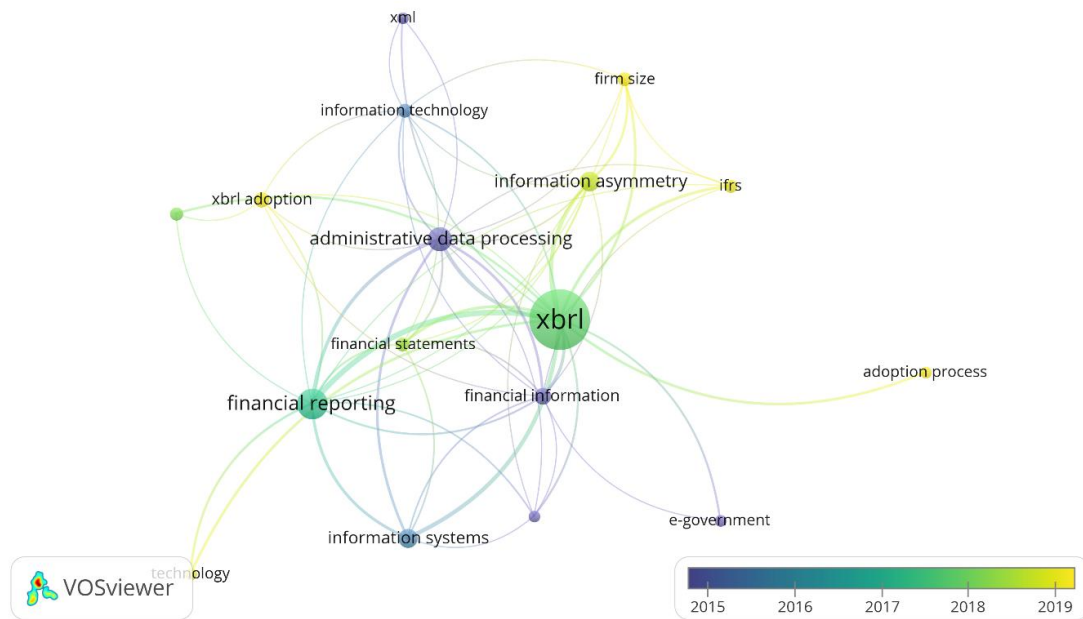 xml
firm size
information technology
information asymmetry
ifrs
xbrl adoption
administrative data processing
xbrl
financial statements
adoption process
financial information
financial reporting
e-government
information systems
technology
VOSviewer
2015 2016 2017 2018 2019